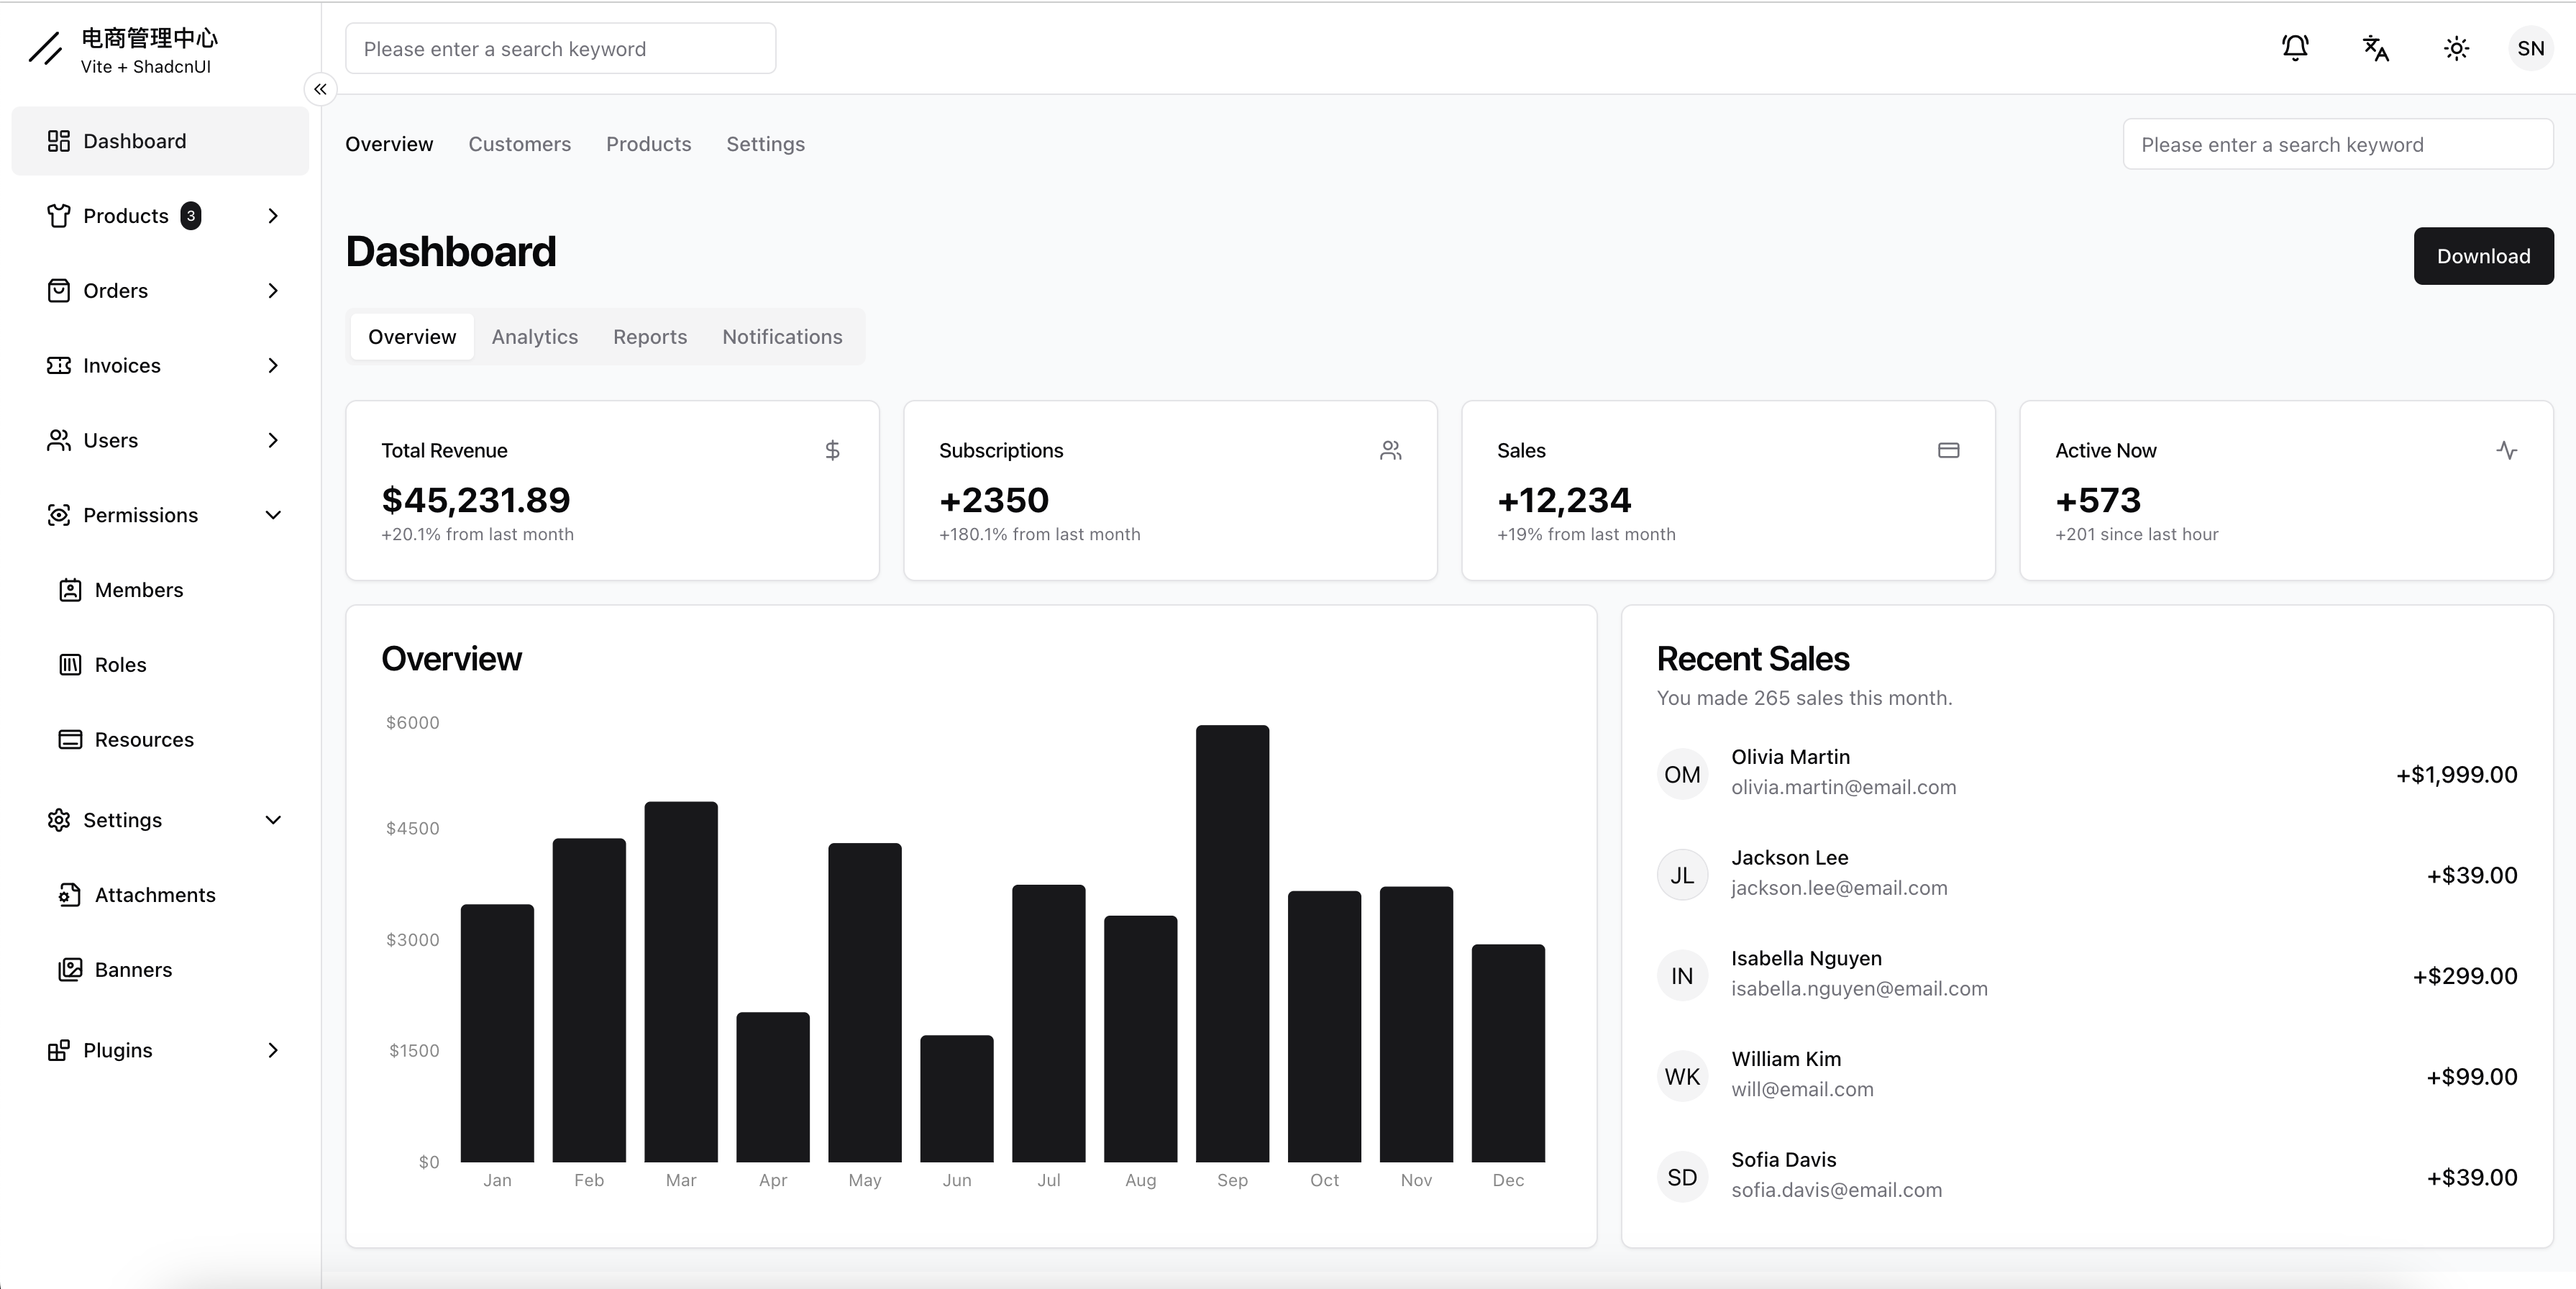 电商管理中心
Vite + ShadcnUI
Dashboard
Products 3
Orders
Invoices
Users
Permissions
Members
Roles
Resources
Settings
Attachments
Banners
Plugins
Please enter a search keyword
SN
Overview Customers Products Settings
Please enter a search keyword
Dashboard
Download
Overview Analytics Reports Notifications
Total Revenue
$45,231.89
+20.1% from last month
Subscriptions
+2350
+180.1% from last month
Sales
+12,234
+19% from last month
Active Now
+573
+201 since last hour
Overview
$6000
$4500
$3000
$1500
$0
Jan Feb Mar Apr May Jun Jul Aug Sep Oct Nov Dec
Recent Sales
You made 265 sales this month.
OM
Olivia Martin
olivia.martin@email.com
+$1,999.00
JL
Jackson Lee
jackson.lee@email.com
+$39.00
IN
Isabella Nguyen
isabella.nguyen@email.com
+$299.00
WK
William Kim
will@email.com
+$99.00
SD
Sofia Davis
sofia.davis@email.com
+$39.00